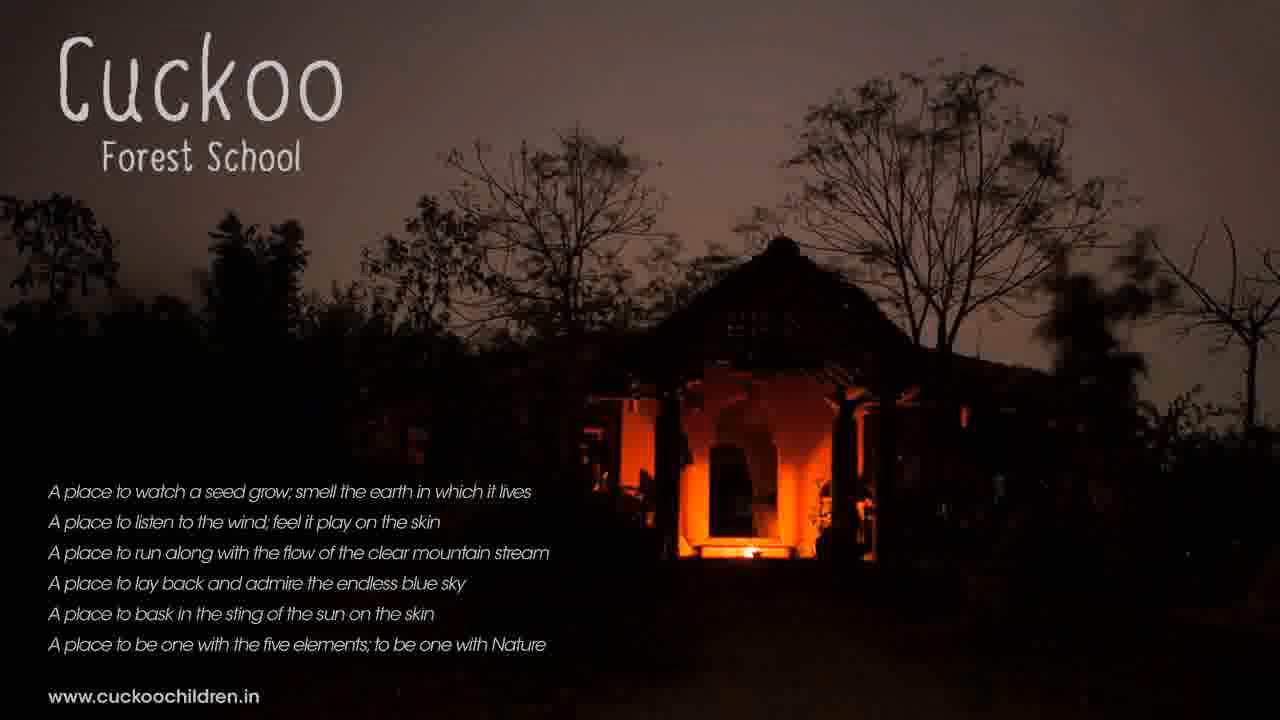 Cuckoo
Forest School
A place to watch a seed grow; smell the earth in which it lives
A place to listen to the wind; feel it play on the skin
A place to run along with the flow of the clear mountain stream
A place to lay back and admire the endless blue sky
A place to bask in the sting of the sun on the skin
A place to be one with the five elements; to be one with Nature
www.cuckoochildren.in